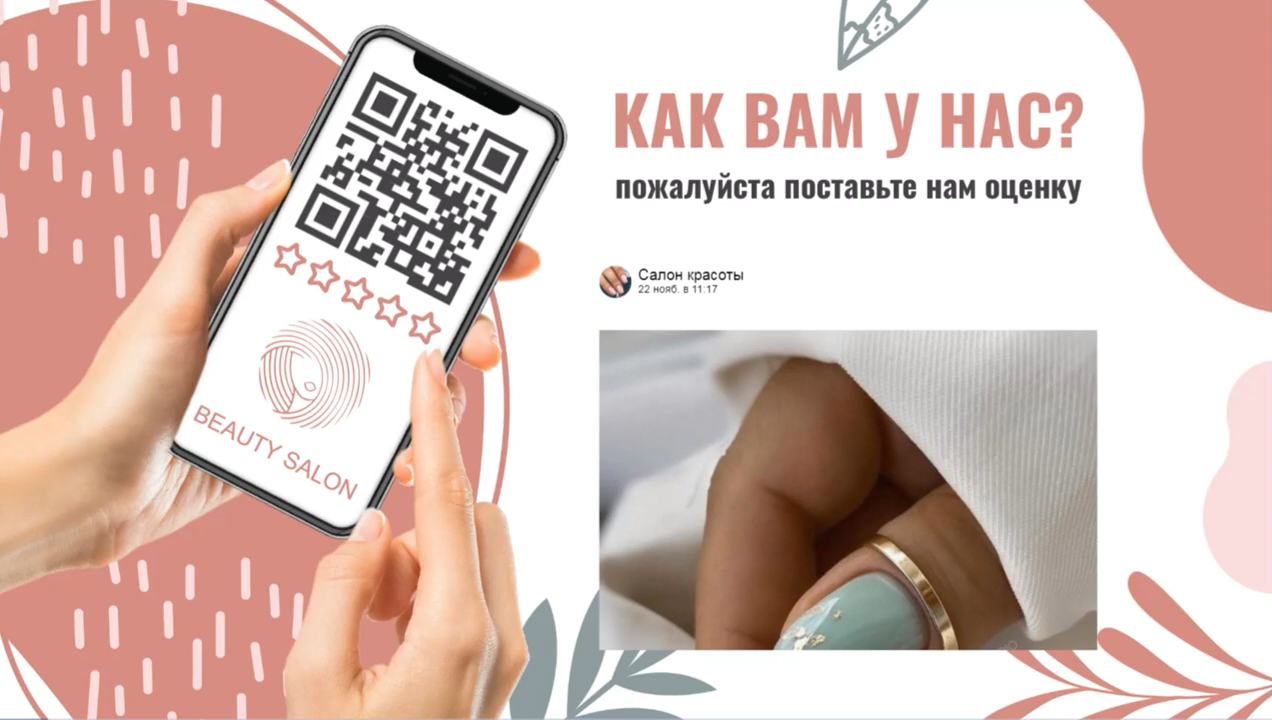 BEAUTY SALON
КАК ВАМ У НАС?
пожалуйста поставьте нам оценку
Салон красоты
22 нояб. в 11:17